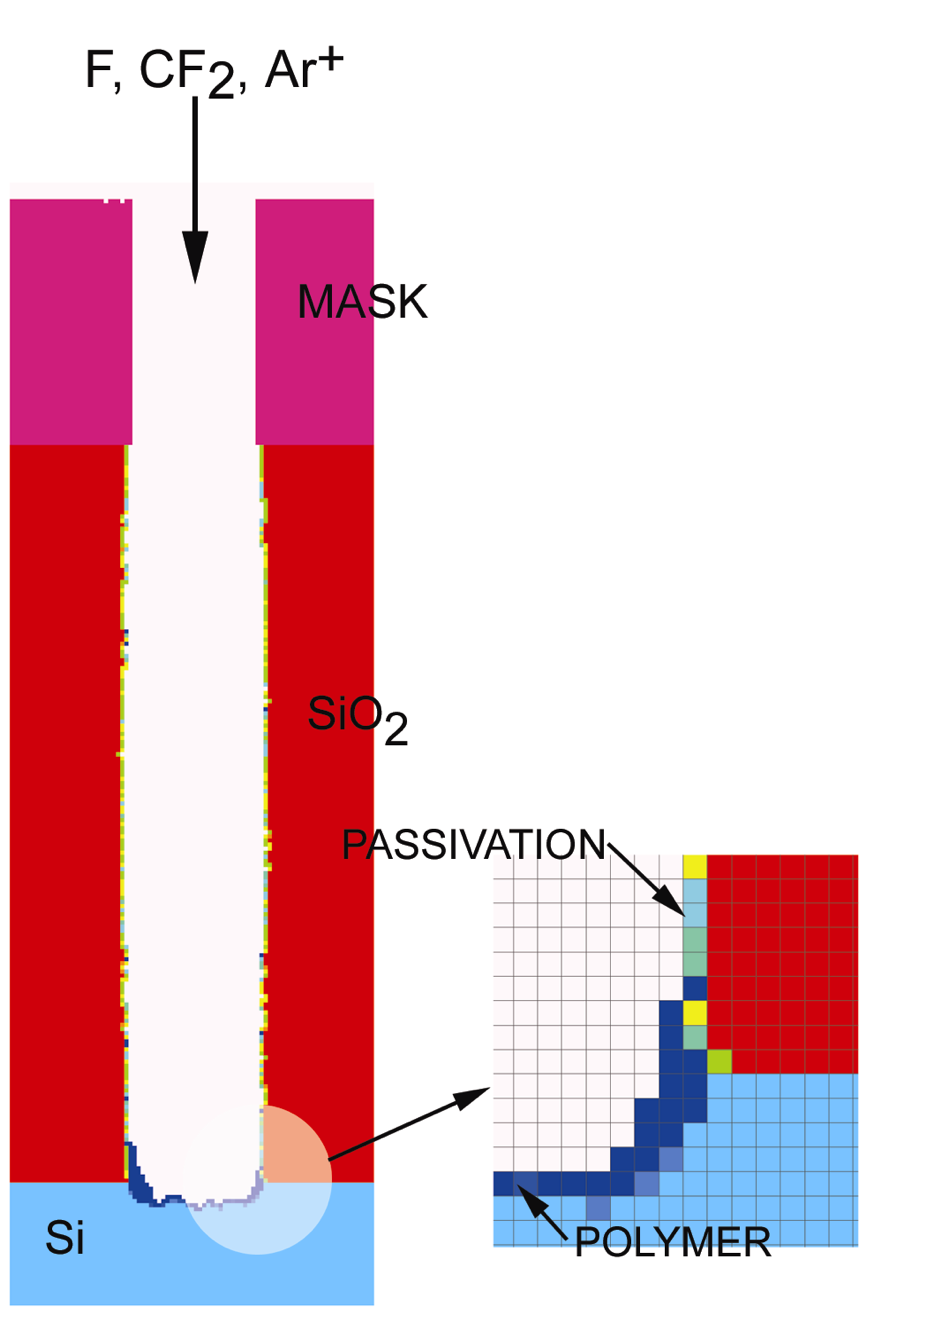 F, CF2, Ar+
MASK
SiO2
PASSIVATION
Si
POLYMER